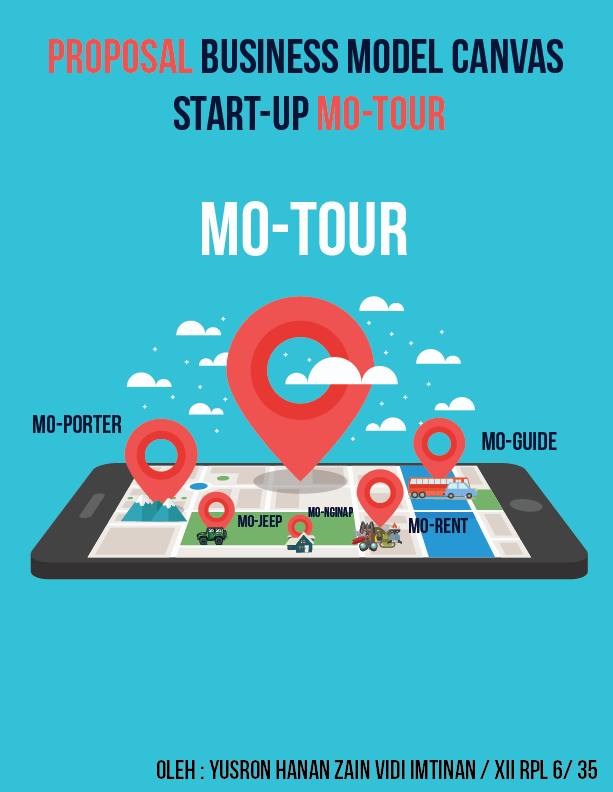 PROPOSAL BUSINESS MODEL CANVAS
START-UP MO-TOUR
MO-TOUR
MO-PORTER
MO-GUIDE
MO-JEEP
MO-NGINAP
MO-RENT
OLEH : YUSRON HANAN ZAIN VIDI IMTINAN / XII RPL 6/ 35